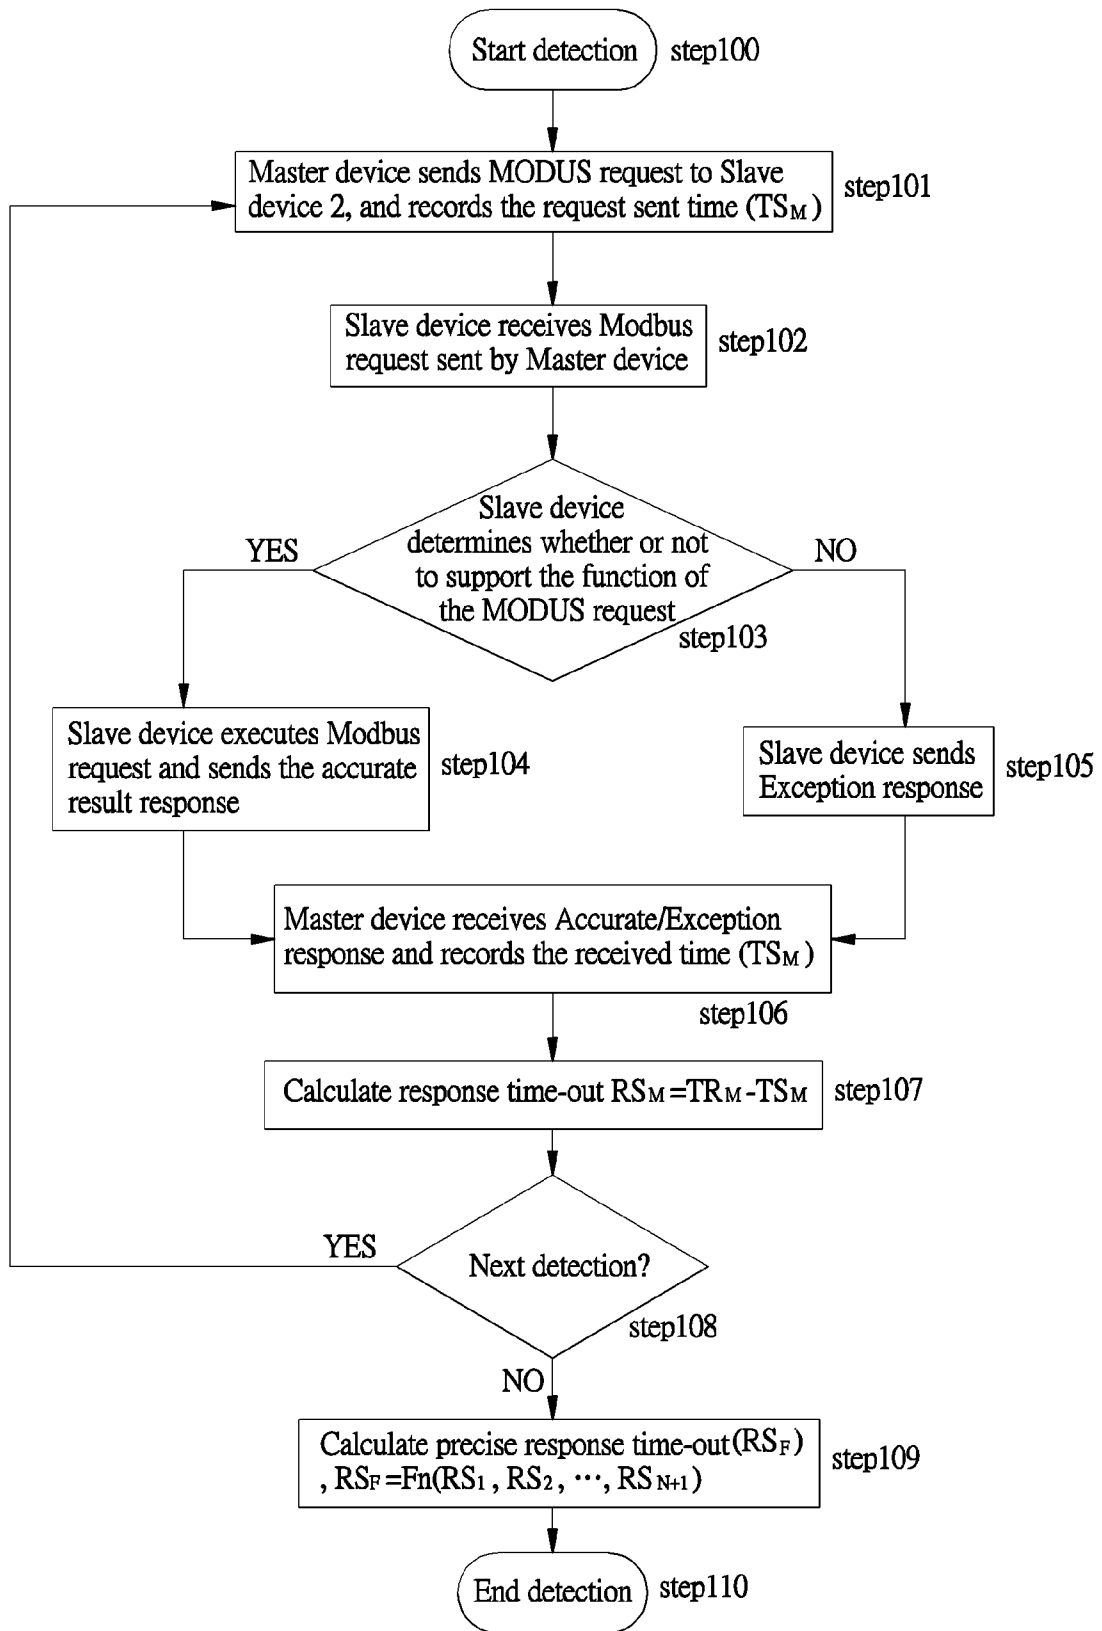 Start detection
step100
Master device sends MODUS request to Slave
device 2, and records the request sent time (TSM)
step101
Slave device receives Modbus
request sent by Master device
step102
Slave device
determines whether or not
to support the function of
the MODUS request
step103
YES
NO
Slave device executes Modbus
request and sends the accurate
result response
step104
Slave device sends
Exception response
step105
Master device receives Accurate/Exception
response and records the received time (TSM)
step106
Calculate response time-out RSM=TRM-TSM
step107
Next detection?
step108
YES
NO
Calculate precise response time-out(RSF)
, RSF=Fn(RS1, RS2, ···, RSN+1)
step109
End detection
step110